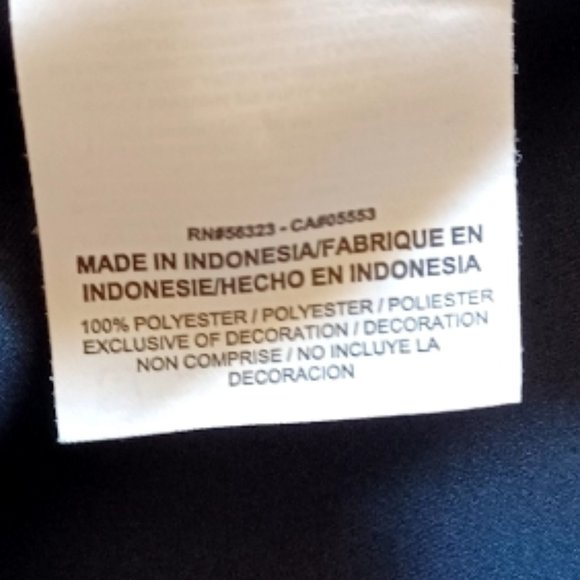 RN#56323 - CA#05553
MADE IN INDONESIA/FABRIQUE EN
INDONESIE/HECHO EN INDONESIA
100% POLYESTER / POLYESTER / POLIESTER
EXCLUSIVE OF DECORATION / DECORATION
NON COMPRISE / NO INCLUYE LA
DECORACION